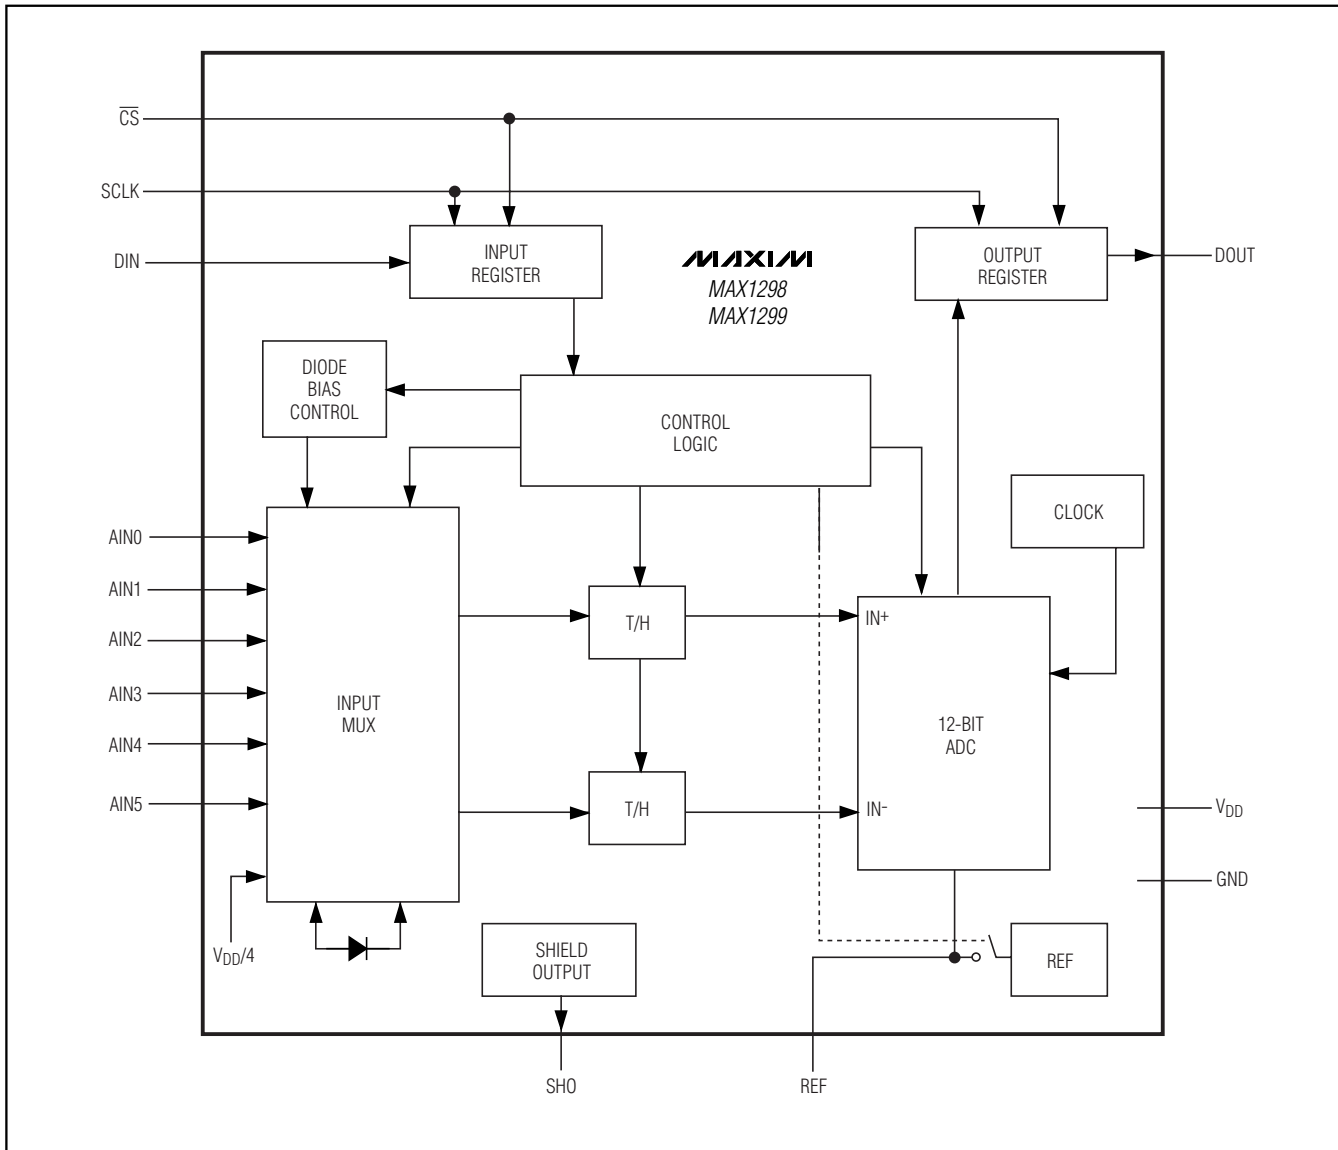 CS
SCLK
DIN
INPUT
REGISTER
MAXIM
MAX1298
MAX1299
OUTPUT
REGISTER
DOUT
DIODE
BIAS
CONTROL
CONTROL
LOGIC
CLOCK
AIN0
AIN1
AIN2
AIN3
AIN4
AIN5
VDD/4
INPUT
MUX
T/H
T/H
IN+
12-BIT
ADC
IN-
VDD
GND
SHIELD
OUTPUT
REF
SHO
REF